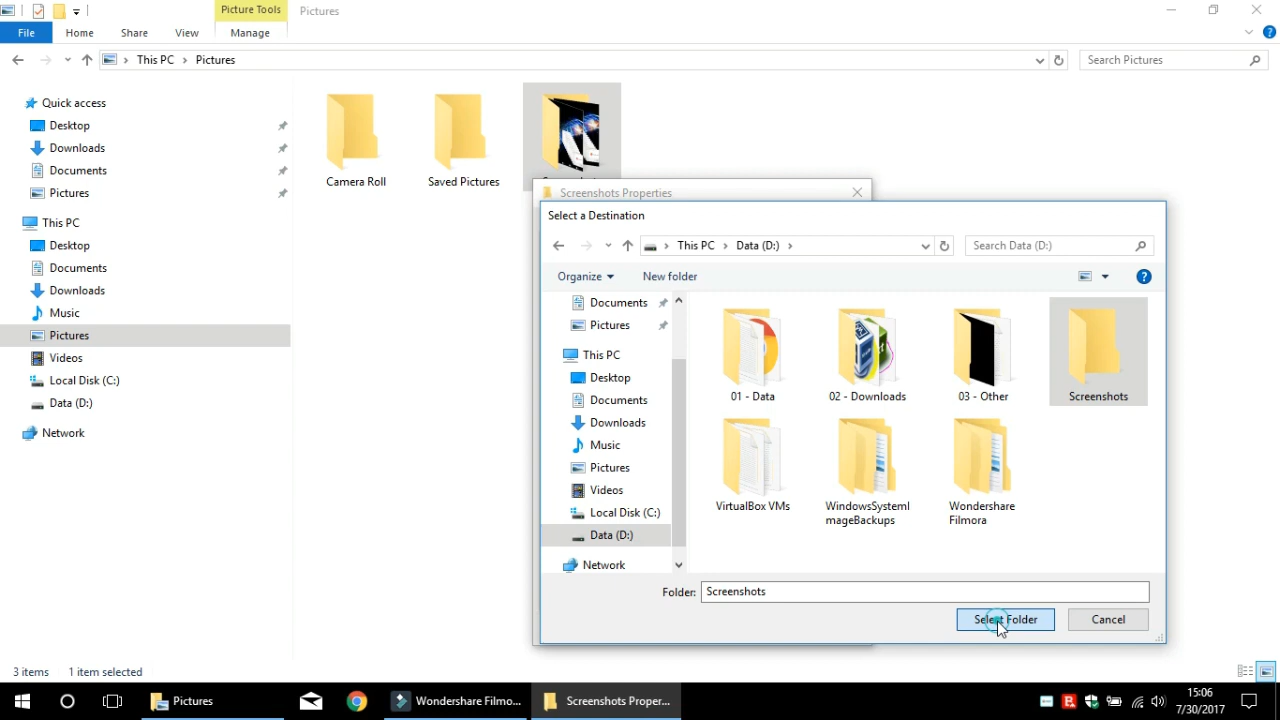 Picture Tools
Pictures
File
Home
Share
View
Manage
This PC
Pictures
Search Pictures
Quick access
Desktop
Downloads
Documents
Pictures
This PC
Desktop
Documents
Downloads
Music
Pictures
Videos
Local Disk (C:)
Data (D:)
Network
Camera Roll
Saved Pictures
Screenshots Properties
Select a Destination
This PC
Data (D:)
Search Data (D:)
Organize
New folder
Documents
Pictures
This PC
Desktop
Documents
Downloads
Music
Pictures
Videos
Local Disk (C:)
Data (D:)
Network
01 - Data
02 - Downloads
03 - Other
Screenshots
VirtualBox VMs
WindowsSystemI
mageBackups
Wondershare
Filmora
Folder:
Screenshots
Select Folder
Cancel
3 items
1 item selected
Pictures
Wondershare Filmo...
Screenshots Proper...
15:06
7/30/2017